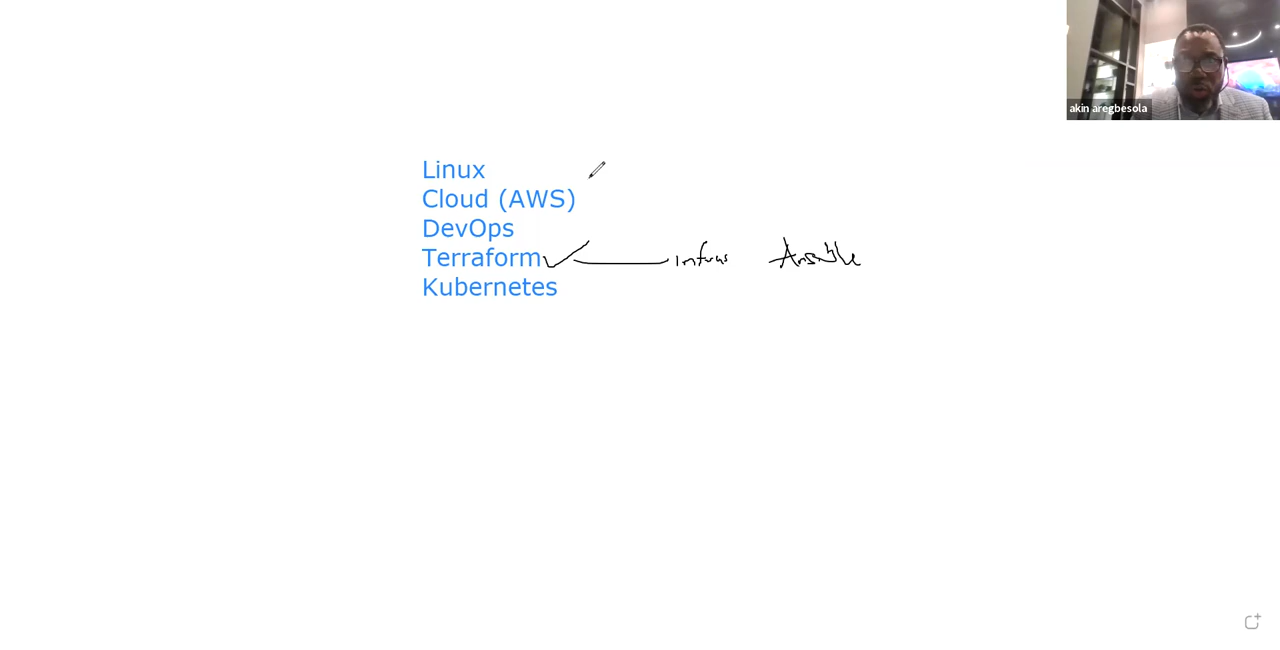 akin aregbesola
Linux
Cloud (AWS)
DevOps
Terraform infras Ansible
Kubernetes